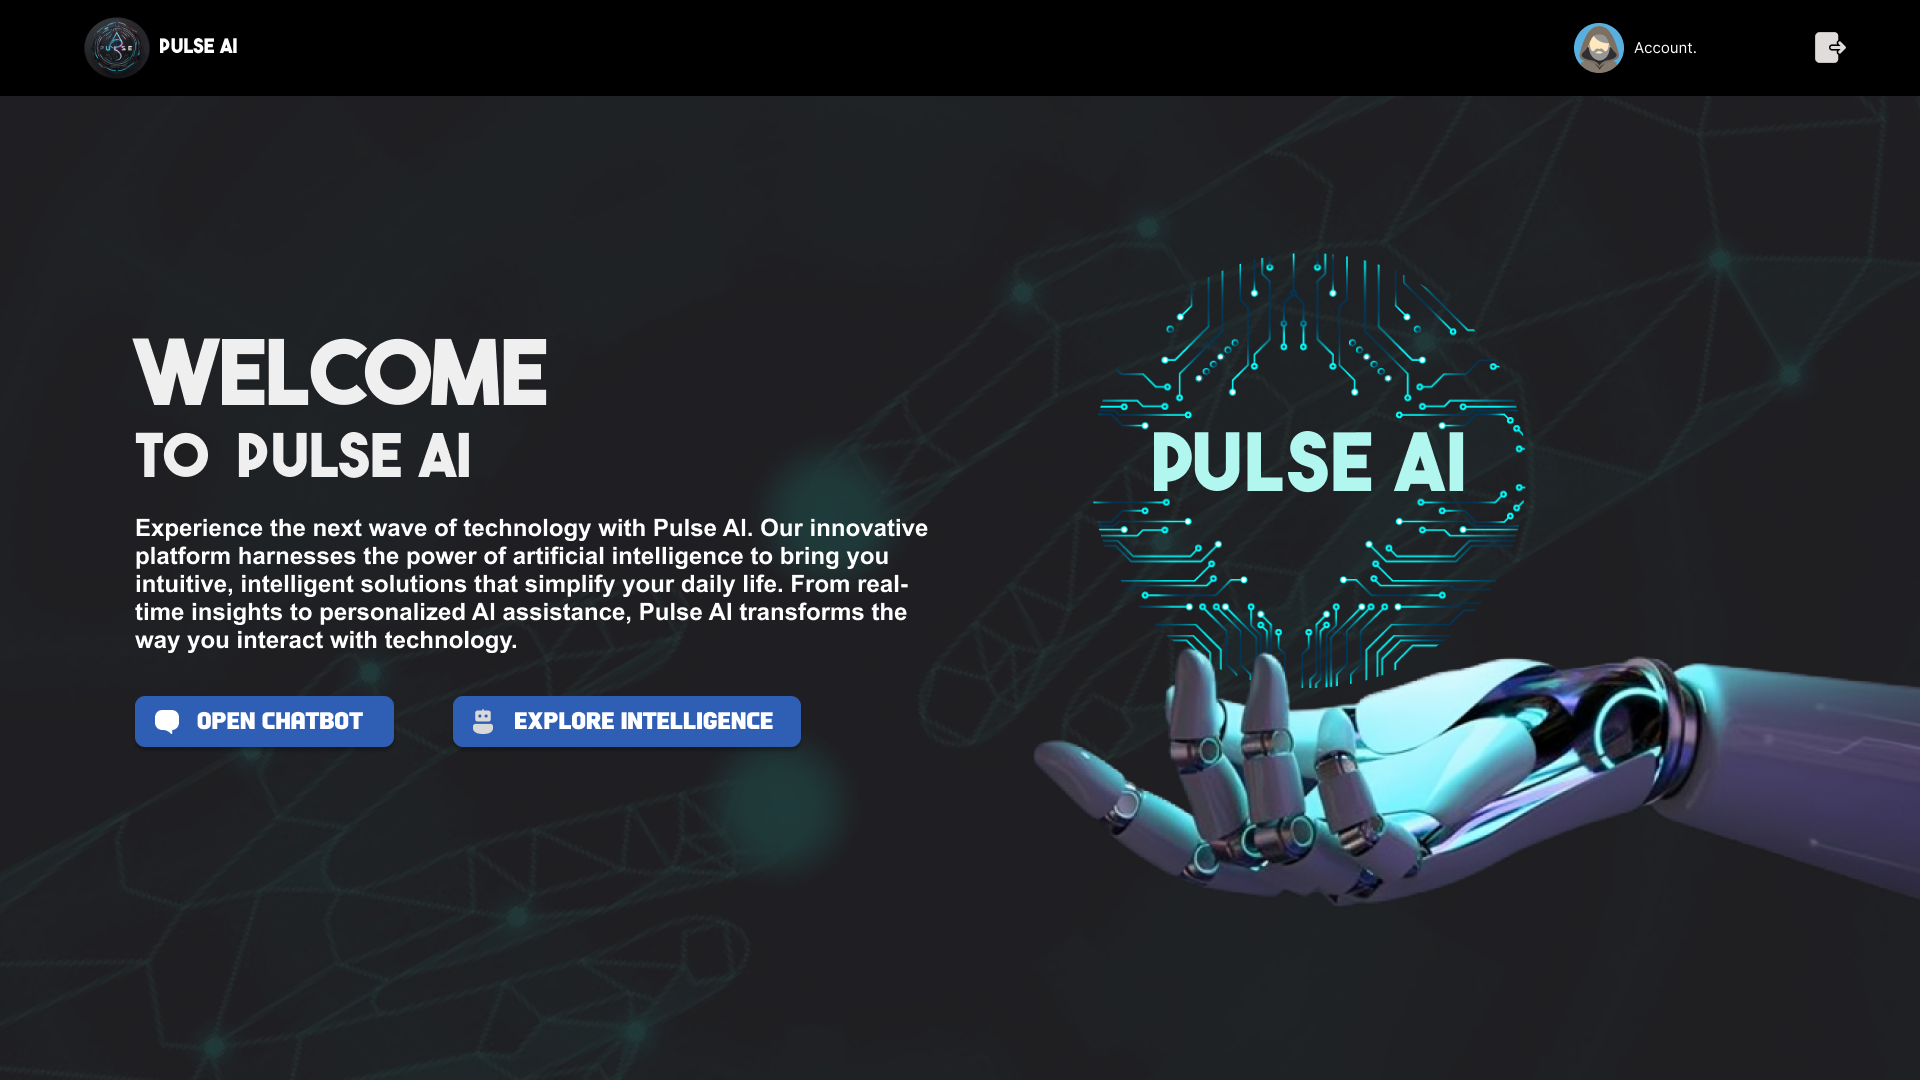 PULSE
PULSE AI
Account.
WELCOME
TO PULSE AI
Experience the next wave of technology with Pulse AI. Our innovative
platform harnesses the power of artificial intelligence to bring you
intuitive, intelligent solutions that simplify your daily life. From real-
time insights to personalized AI assistance, Pulse AI transforms the
way you interact with technology.
OPEN CHATBOT
EXPLORE INTELLIGENCE
PULSE AI